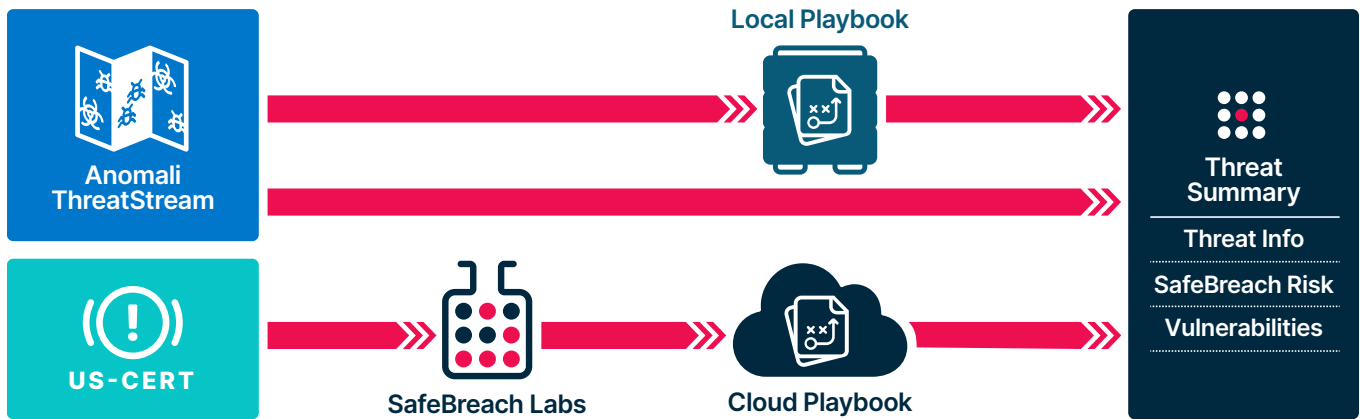 Local Playbook
Anomali
ThreatStream
Threat
Summary
Threat Info
SafeBreach Risk
Vulnerabilities
US-CERT
SafeBreach Labs
Cloud Playbook